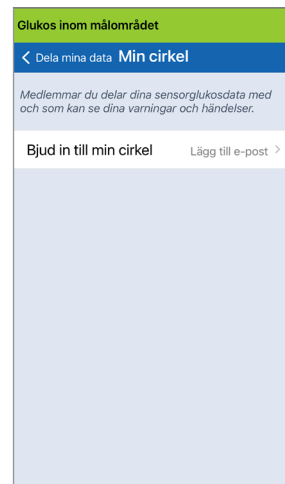 Glukos inom målområdet
Dela mina data Min cirkel
Medlemmar du delar dina sensorglukosdata med
och som kan se dina varningar och händelser.
Bjud in till min cirkel Lägg till e-post